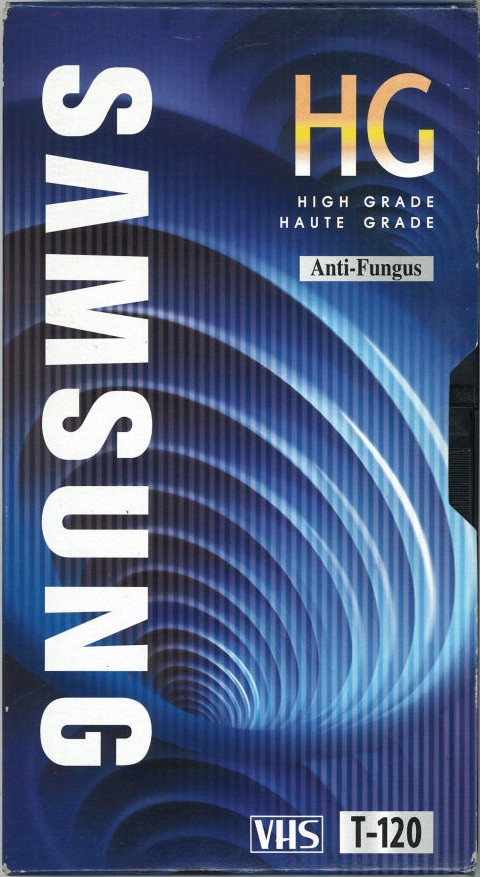 SAMSUNG
HG
HIGH GRADE
HAUTE GRADE
Anti-Fungus
VHS
T-120